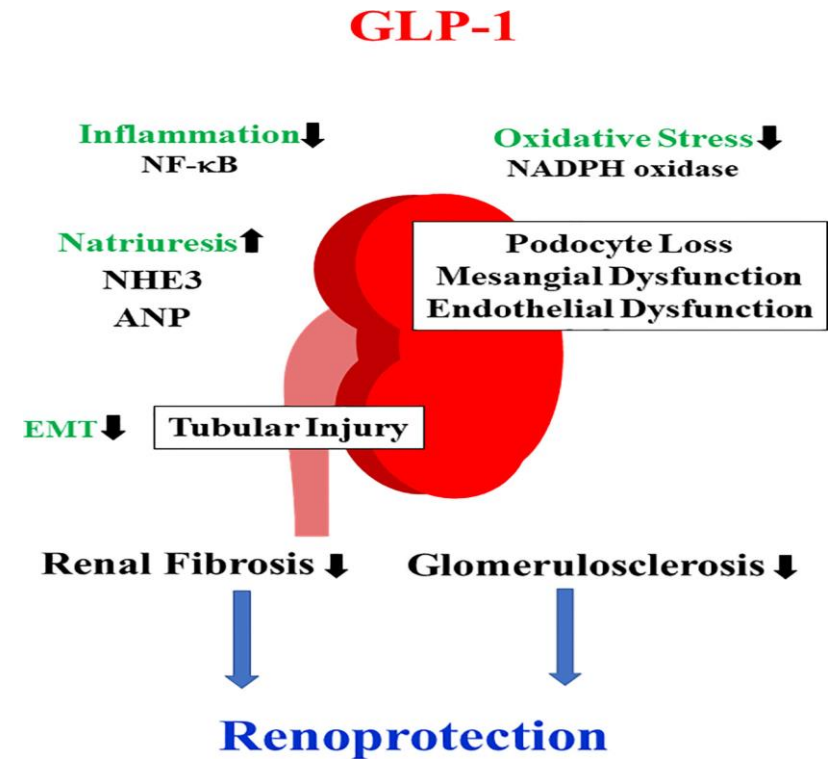 GLP-1
Inflammation⬇
NF-κB
Oxidative Stress⬇
NADPH oxidase
Natriuresis⬆
NHE3
ANP
Podocyte Loss
Mesangial Dysfunction
Endothelial Dysfunction
EMT⬇
Tubular Injury
Renal Fibrosis⬇
Glomerulosclerosis⬇
Renoprotection